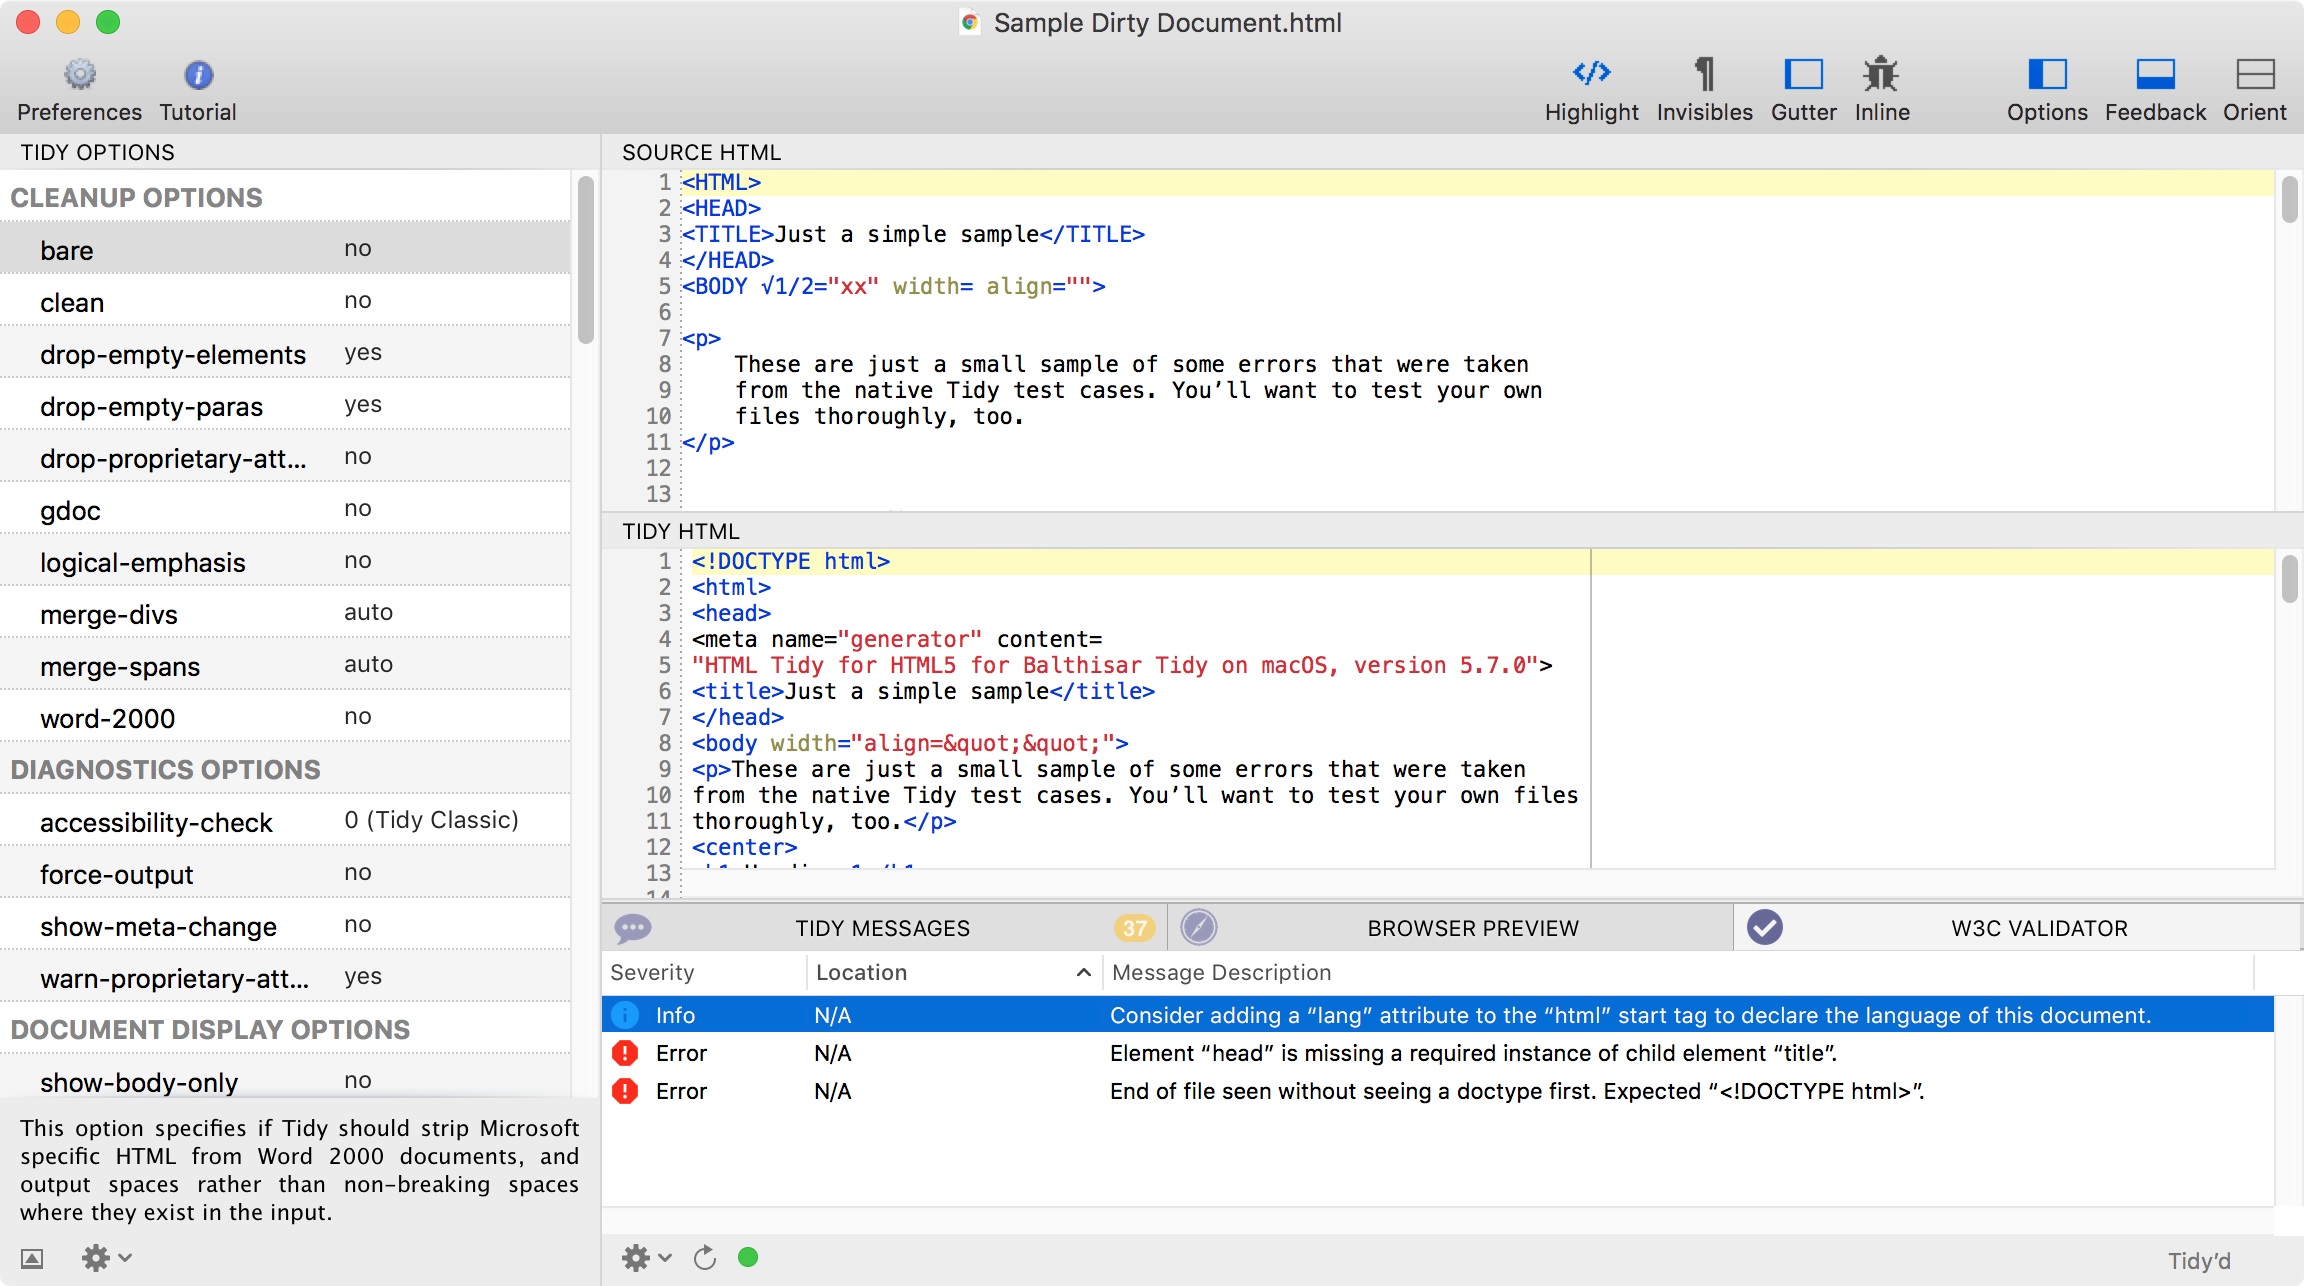 Sample Dirty Document.html
Preferences Tutorial Highlight Invisibles Gutter Inline Options Feedback Orient
TIDY OPTIONS
CLEANUP OPTIONS
bare no
clean no
drop-empty-elements yes
drop-empty-paras yes
drop-proprietary-att... no
gdoc no
logical-emphasis no
merge-divs auto
merge-spans auto
word-2000 no
DIAGNOSTICS OPTIONS
accessibility-check 0 (Tidy Classic)
force-output no
show-meta-change no
warn-proprietary-att... yes
DOCUMENT DISPLAY OPTIONS
show-body-only no
This option specifies if Tidy should strip Microsoft
specific HTML from Word 2000 documents, and
output spaces rather than non-breaking spaces
where they exist in the input.
SOURCE HTML
1 <HTML>
2 <HEAD>
3 <TITLE>Just a simple sample</TITLE>
4 </HEAD>
5 <BODY √1/2="xx" width= align="">
6
7 <p>
8 These are just a small sample of some errors that were taken
9 from the native Tidy test cases. You’ll want to test your own
10 files thoroughly, too.
11 </p>
12
13
TIDY HTML
1 <!DOCTYPE html>
2 <html>
3 <head>
4 <meta name="generator" content=
5 "HTML Tidy for HTML5 for Balthisar Tidy on macOS, version 5.7.0">
6 <title>Just a simple sample</title>
7 </head>
8 <body width="align=&quot;&quot;">
9 <p>These are just a small sample of some errors that were taken
10 from the native Tidy test cases. You’ll want to test your own files
11 thoroughly, too.</p>
12 <center>
13
TIDY MESSAGES 37 BROWSER PREVIEW W3C VALIDATOR
Severity Location Message Description
Info N/A Consider adding a “lang” attribute to the “html” start tag to declare the language of this document.
Error N/A Element “head” is missing a required instance of child element “title”.
Error N/A End of file seen without seeing a doctype first. Expected “<!DOCTYPE html>”.
Tidy’d